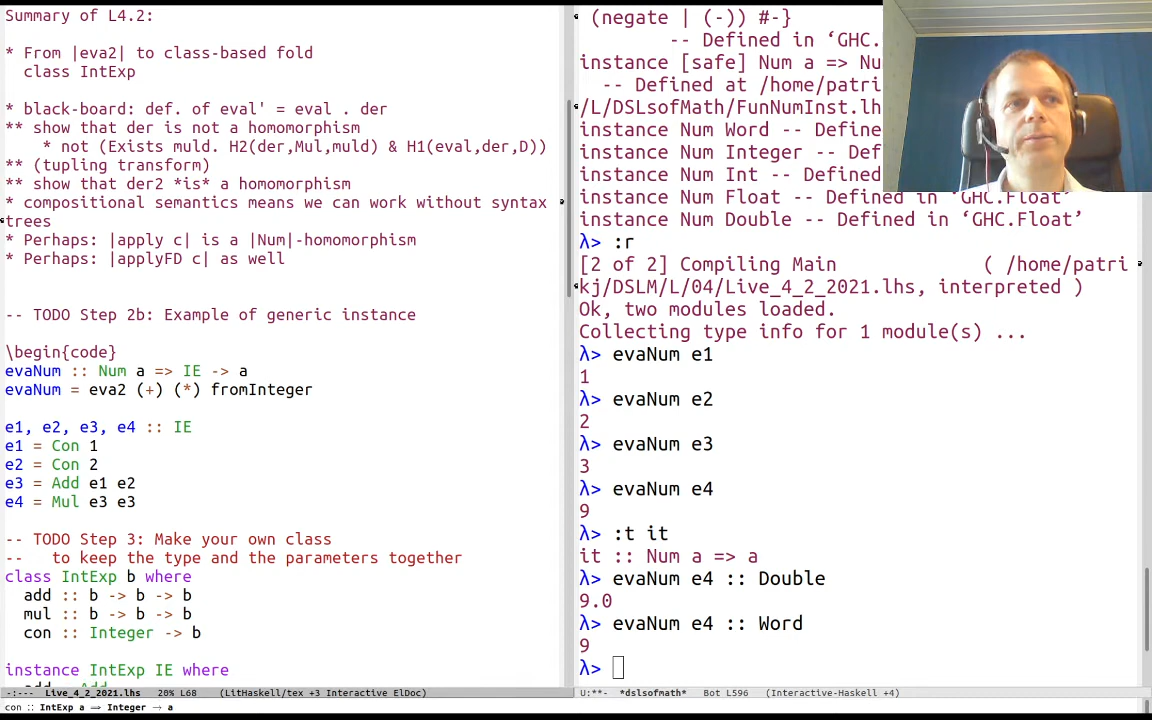 Summary of L4.2:
* From |eva2| to class-based fold
class IntExp
* black-board: def. of eval' = eval . der
** show that der is not a homomorphism
* not (Exists muld. H2(der,Mul,muld) & H1(eval,der,D))
** (tupling transform)
** show that der2 *is* a homomorphism
* compositional semantics means we can work without syntax
trees
* Perhaps: |apply c| is a |Num|-homomorphism
* Perhaps: |applyFD c| as well
-- TODO Step 2b: Example of generic instance
\begin{code}
evaNum :: Num a => IE -> a
evaNum = eva2 (+) (*) fromInteger
e1, e2, e3, e4 :: IE
e1 = Con 1
e2 = Con 2
e3 = Add e1 e2
e4 = Mul e3 e3
-- TODO Step 3: Make your own class
-- to keep the type and the parameters together
class IntExp b where
add :: b -> b -> b
mul :: b -> b -> b
con :: Integer -> b
instance IntExp IE where
-:--- Live_4_2_2021.lhs 20% L68 (LitHaskell/tex +3 Interactive ElDoc)
con :: IntExp a ⇒ Integer → a
(negate | (-)) #-}
-- Defined in ‘GHC.
instance [safe] Num a => Nu
-- Defined at /home/patri
/L/DSLsofMath/FunNumInst.lh
instance Num Word -- Define
instance Num Integer -- Def
instance Num Int -- Defined
instance Num Float -- Defined in ‘GHC.Float’
instance Num Double -- Defined in ‘GHC.Float’
λ> :r
[2 of 2] Compiling Main ( /home/patri
kj/DSLM/L/04/Live_4_2_2021.lhs, interpreted )
Ok, two modules loaded.
Collecting type info for 1 module(s) ...
λ> evaNum e1
1
λ> evaNum e2
2
λ> evaNum e3
3
λ> evaNum e4
9
λ> :t it
it :: Num a => a
λ> evaNum e4 :: Double
9.0
λ> evaNum e4 :: Word
9
λ>
U:**- *dslsofmath* Bot L596 (Interactive-Haskell +4)